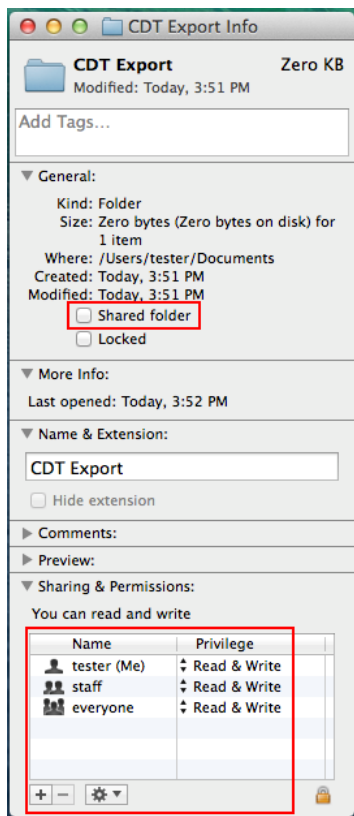 CDT Export Info
CDT Export Zero KB
Modified: Today, 3:51 PM
Add Tags...
General:
Kind: Folder
Size: Zero bytes (Zero bytes on disk) for
1 item
Where: /Users/tester/Documents
Created: Today, 3:51 PM
Modified: Today, 3:51 PM
Shared folder
Locked
More Info:
Last opened: Today, 3:52 PM
Name & Extension:
CDT Export
Hide extension
Comments:
Preview:
Sharing & Permissions:
You can read and write
Name Privilege
tester (Me) Read & Write
staff Read & Write
everyone Read & Write